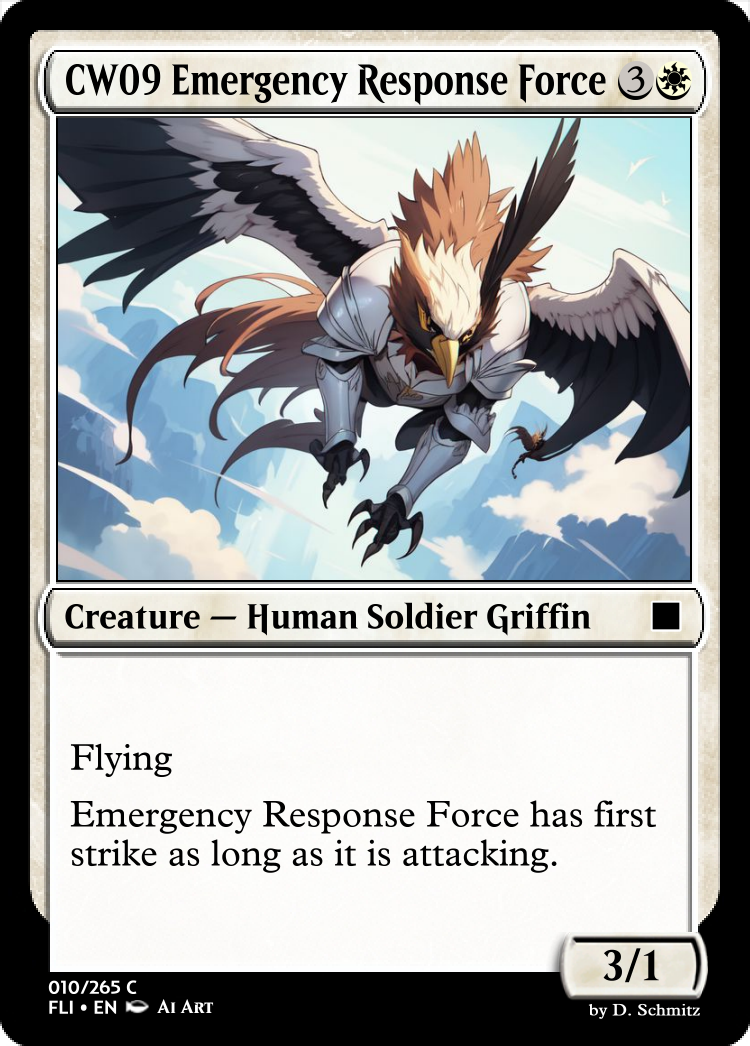 CW09 Emergency Response Force 3
Creature — Human Soldier Griffin
Flying
Emergency Response Force has first
strike as long as it is attacking.
3/1
010/265 C
FLI • EN AI ART
by D. Schmitz